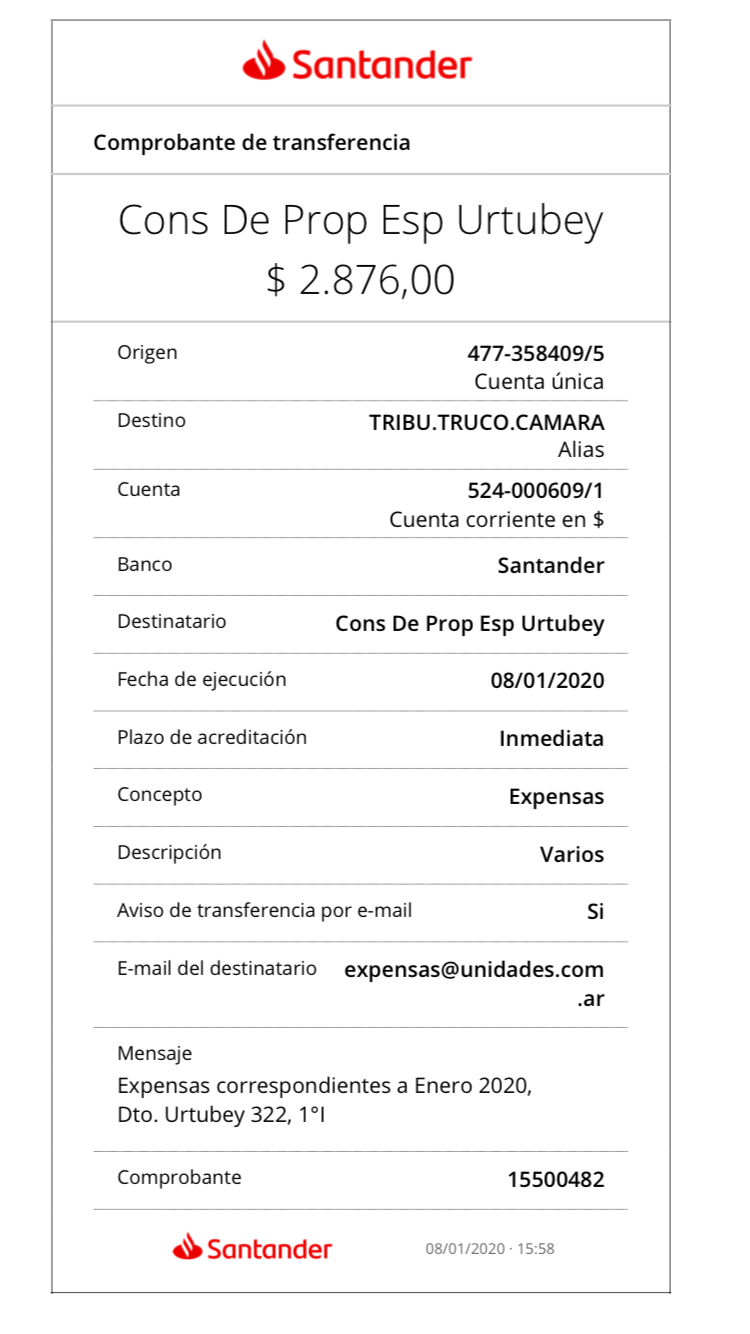 Santander
Comprobante de transferencia
Cons De Prop Esp Urtubey
$ 2.876,00
Origen 477-358409/5
Cuenta única
Destino TRIBU.TRUCO.CAMARA
Alias
Cuenta 524-000609/1
Cuenta corriente en $
Banco Santander
Destinatario Cons De Prop Esp Urtubey
Fecha de ejecución 08/01/2020
Plazo de acreditación Inmediata
Concepto Expensas
Descripción Varios
Aviso de transferencia por e-mail Si
E-mail del destinatario expensas@unidades.com
.ar
Mensaje
Expensas correspondientes a Enero 2020,
Dto. Urtubey 322, 1°I
Comprobante 15500482
Santander 08/01/2020 · 15:58